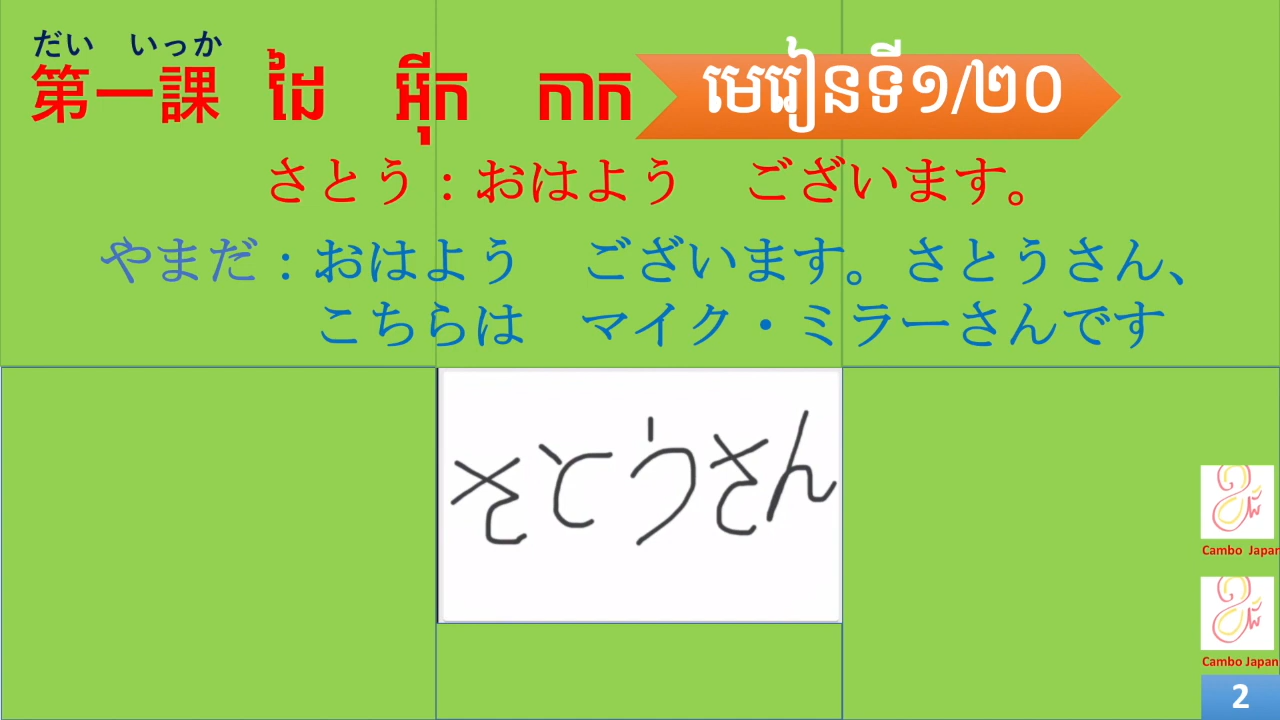 だい　いっか
第一課　ដៃ　អ៊ីក　កាក　មេរៀនទី១/២០
さとう：おはよう　ございます。
やまだ：おはよう　ございます。さとうさん、
こちらは　マイク・ミラーさんです
さとうさん
Cambo Japan
Cambo Japan
2